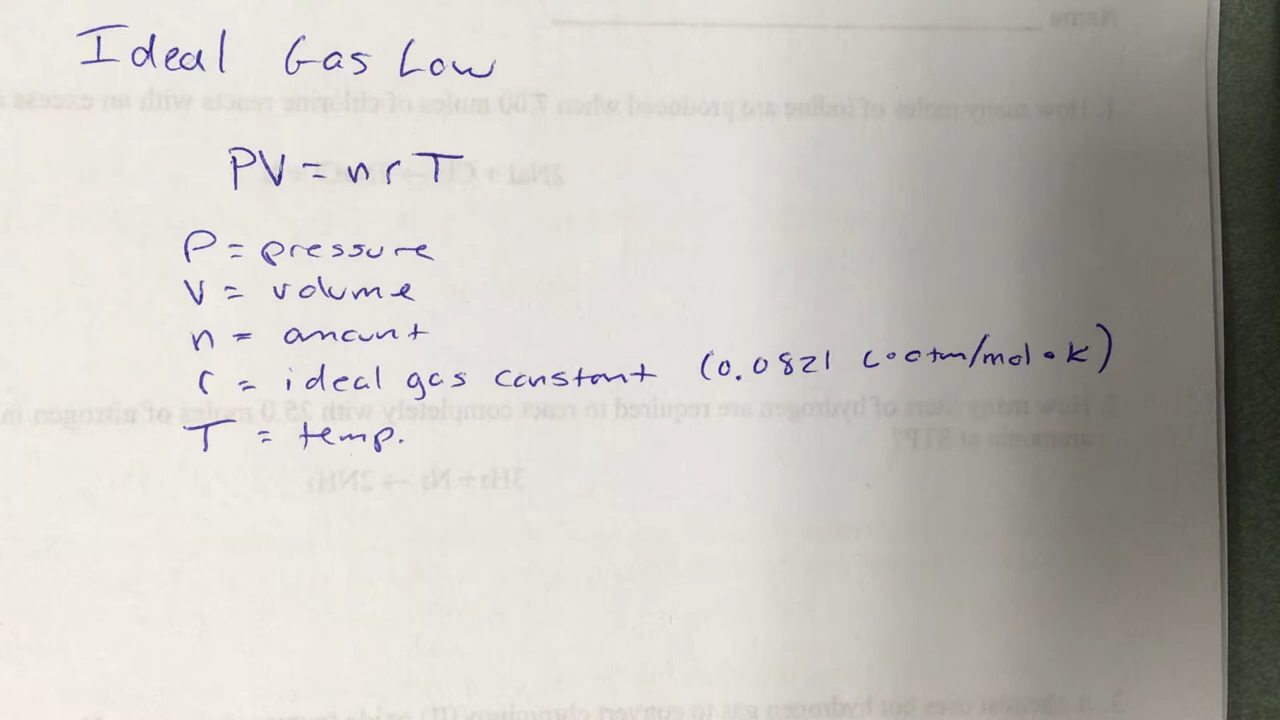 Ideal Gas Law
PV = nrT
P = pressure
V = volume
n = amount
r = ideal gas constant (0.0821 L•atm/mol•K)
T = temp.